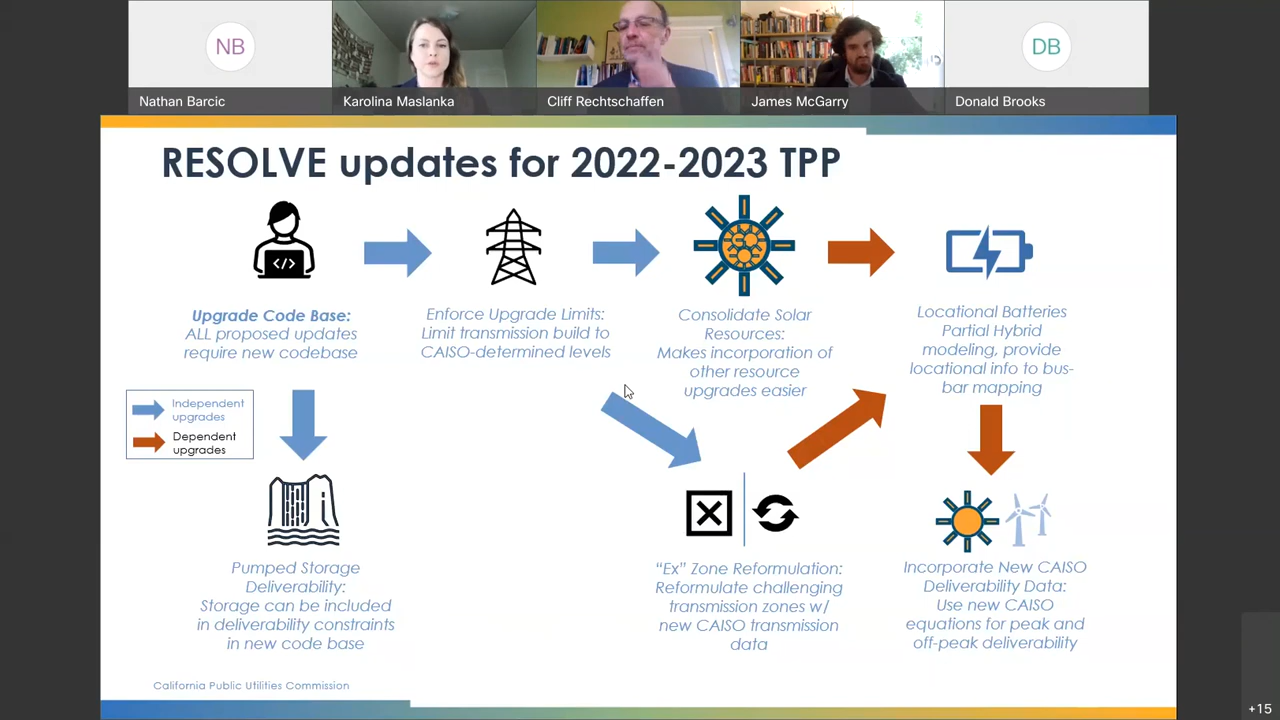 NB
DB
Nathan Barcic
Karolina Maslanka
Cliff Rechtschaffen
James McGarry
Donald Brooks
RESOLVE updates for 2022-2023 TPP
</>
Upgrade Code Base:
ALL proposed updates
require new codebase
Enforce Upgrade Limits:
Limit transmission build to
CAISO-determined levels
Consolidate Solar
Resources:
Makes incorporation of
other resource
upgrades easier
Locational Batteries
Partial Hybrid
modeling, provide
locational info to bus-
bar mapping
Independent
upgrades
Dependent
upgrades
Pumped Storage
Deliverability:
Storage can be included
in deliverability constraints
in new code base
“Ex” Zone Reformulation:
Reformulate challenging
transmission zones w/
new CAISO transmission
data
Incorporate New CAISO
Deliverability Data:
Use new CAISO
equations for peak and
off-peak deliverability
California Public Utilities Commission
+15